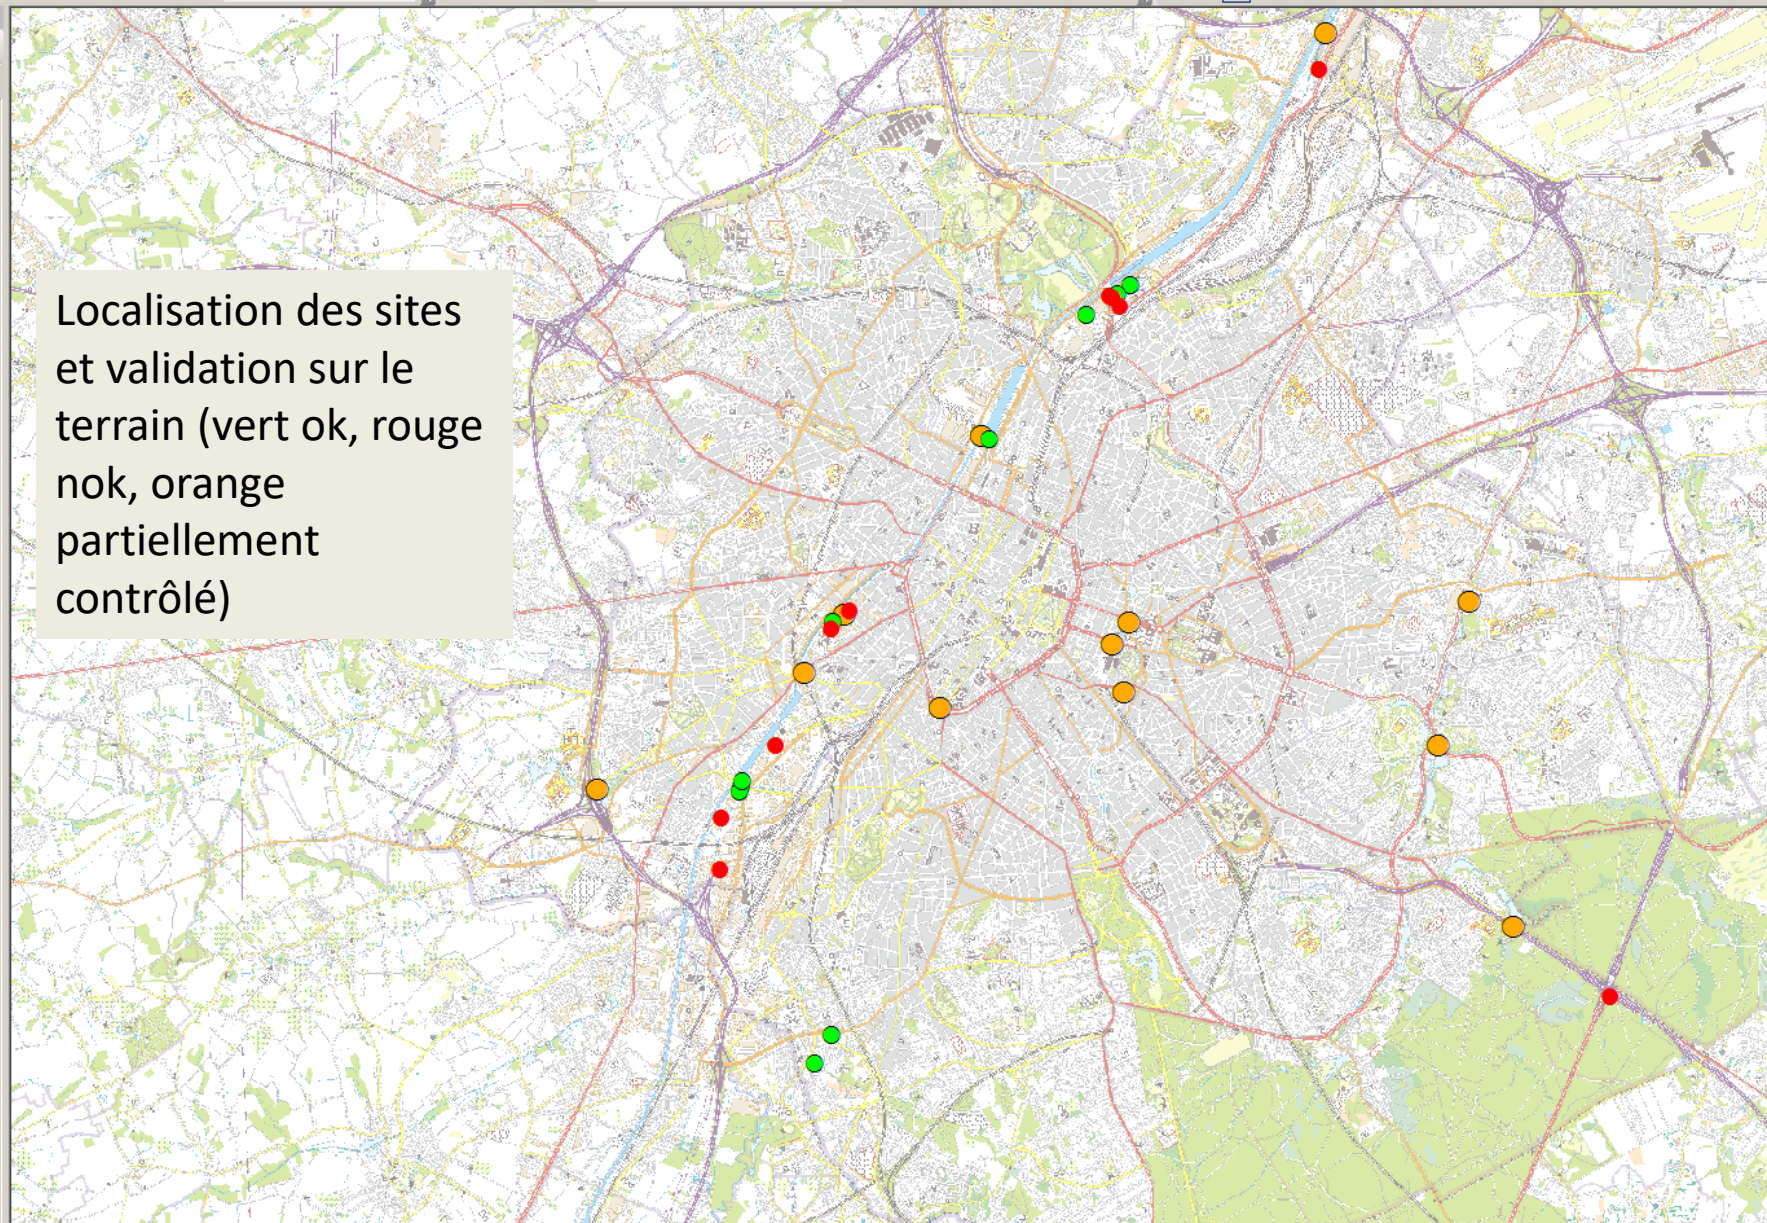 Localisation des sites
et validation sur le
terrain (vert ok, rouge
nok, orange
partiellement
contrôlé)